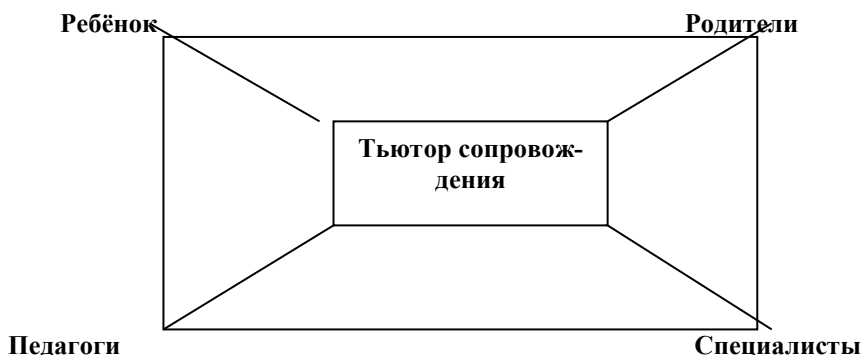 Ребёнок
Родители
Тьютор сопровож-
дения
Педагоги
Специалисты